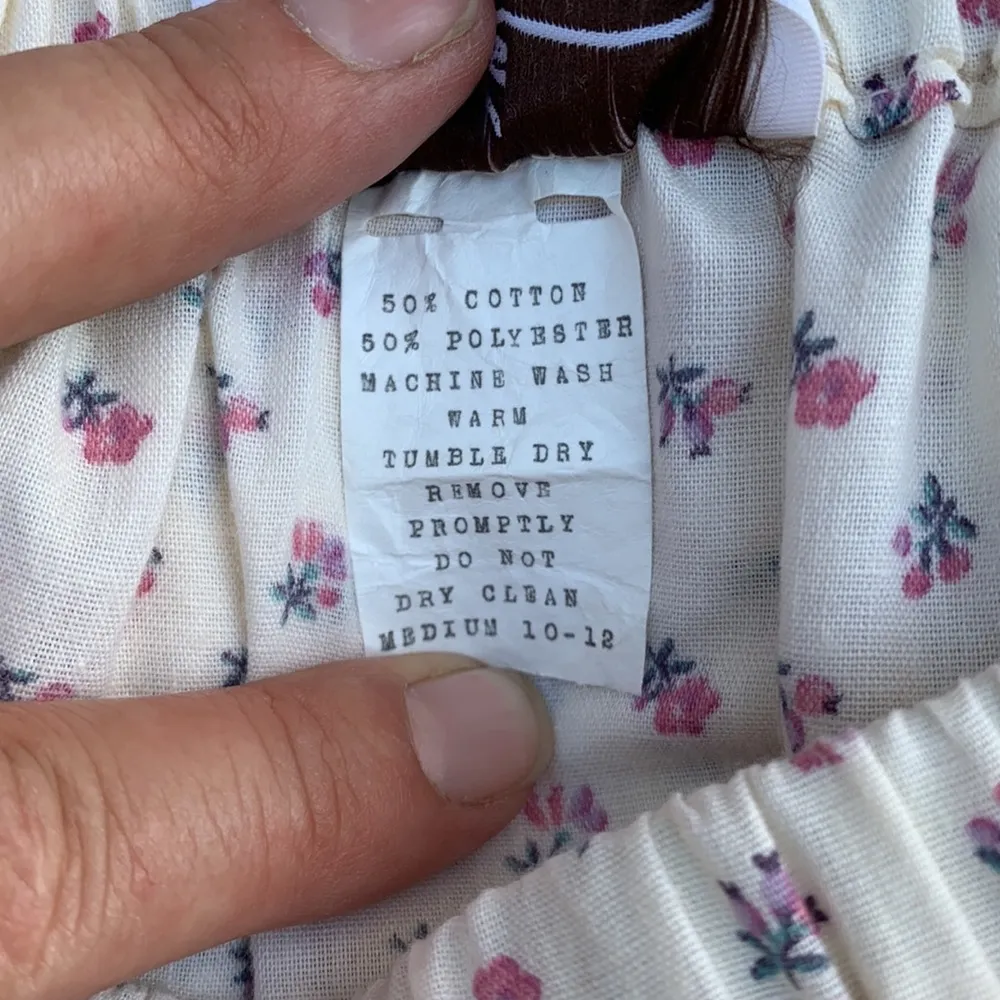 50% COTTON
50% POLYESTER
MACHINE WASH
WARM
TUMBLE DRY
REMOVE
PROMPTLY
DO NOT
DRY CLEAN
MEDIUM 10-12